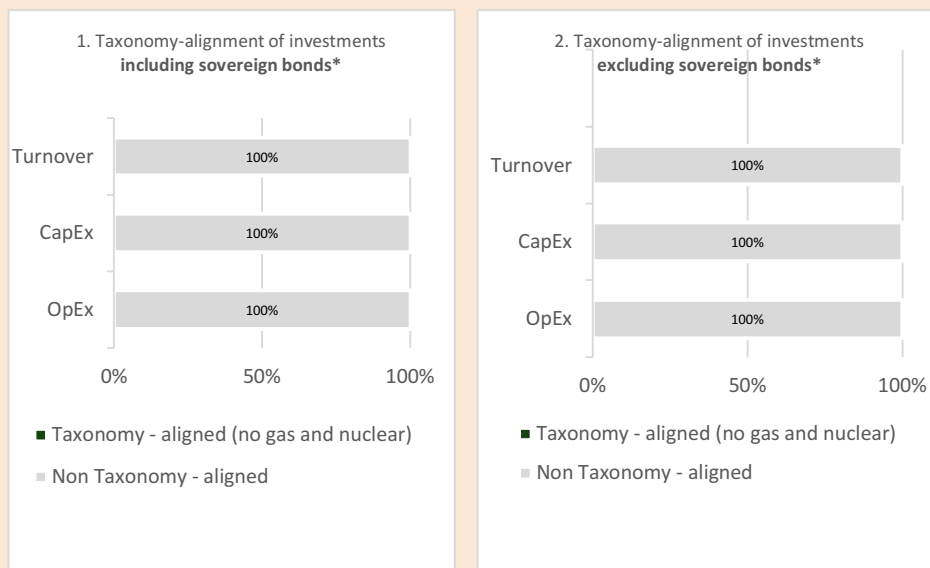 1. Taxonomy-alignment of investments
including sovereign bonds*
Turnover
100%
CapEx
100%
OpEx
100%
0%
50%
100%
Taxonomy - aligned (no gas and nuclear)
Non Taxonomy - aligned
2. Taxonomy-alignment of investments
excluding sovereign bonds*
Turnover
100%
CapEx
100%
OpEx
100%
0%
50%
100%
Taxonomy - aligned (no gas and nuclear)
Non Taxonomy - aligned